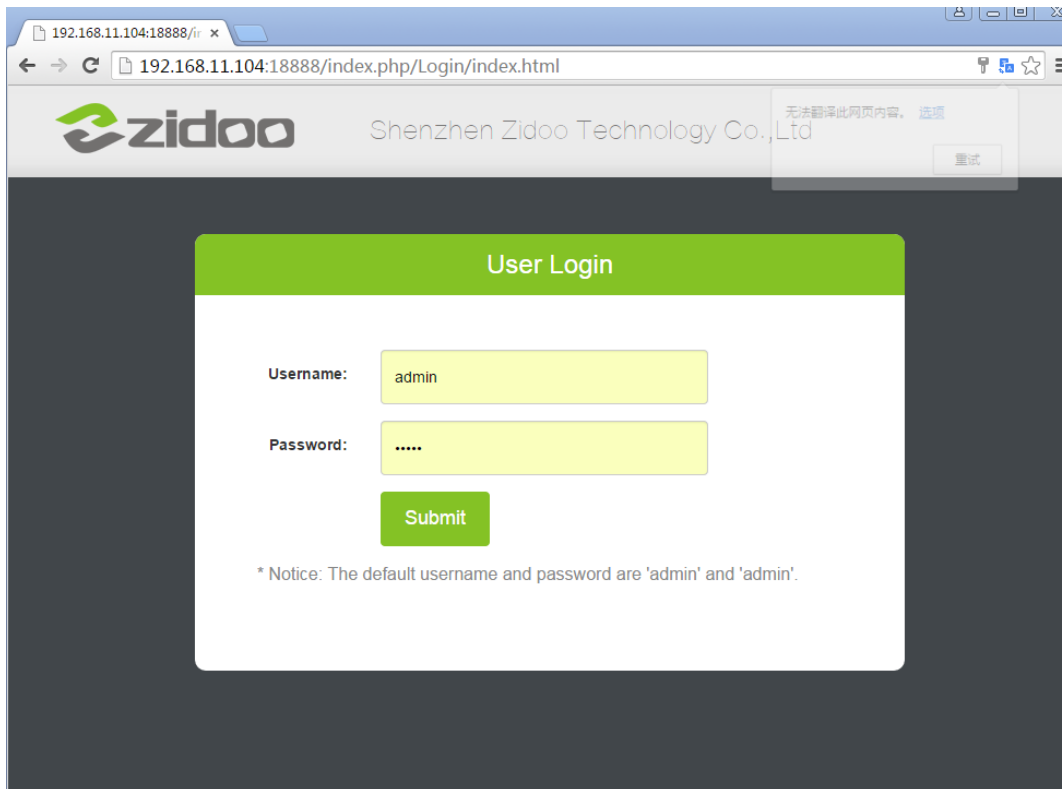 192.168.11.104:18888/ir
192.168.11.104:18888/index.php/Login/index.html
zidoo
Shenzhen Zidoo Technology Co.,Ltd
无法翻译此网页内容。 选项
重试
User Login
Username:
admin
Password:
•••••
Submit
* Notice: The default username and password are 'admin' and 'admin'.